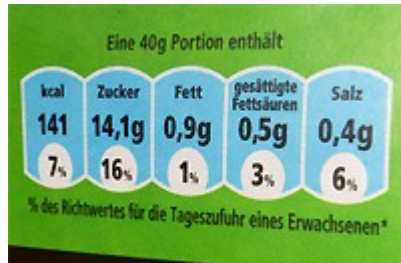 Eine 40g Portion enthält
kcal Zucker Fett gesättigte Fettsäuren Salz
141 14,1g 0,9g 0,5g 0,4g
7% 16% 1% 3% 6%
% des Richtwertes für die Tageszufuhr eines Erwachsenen*